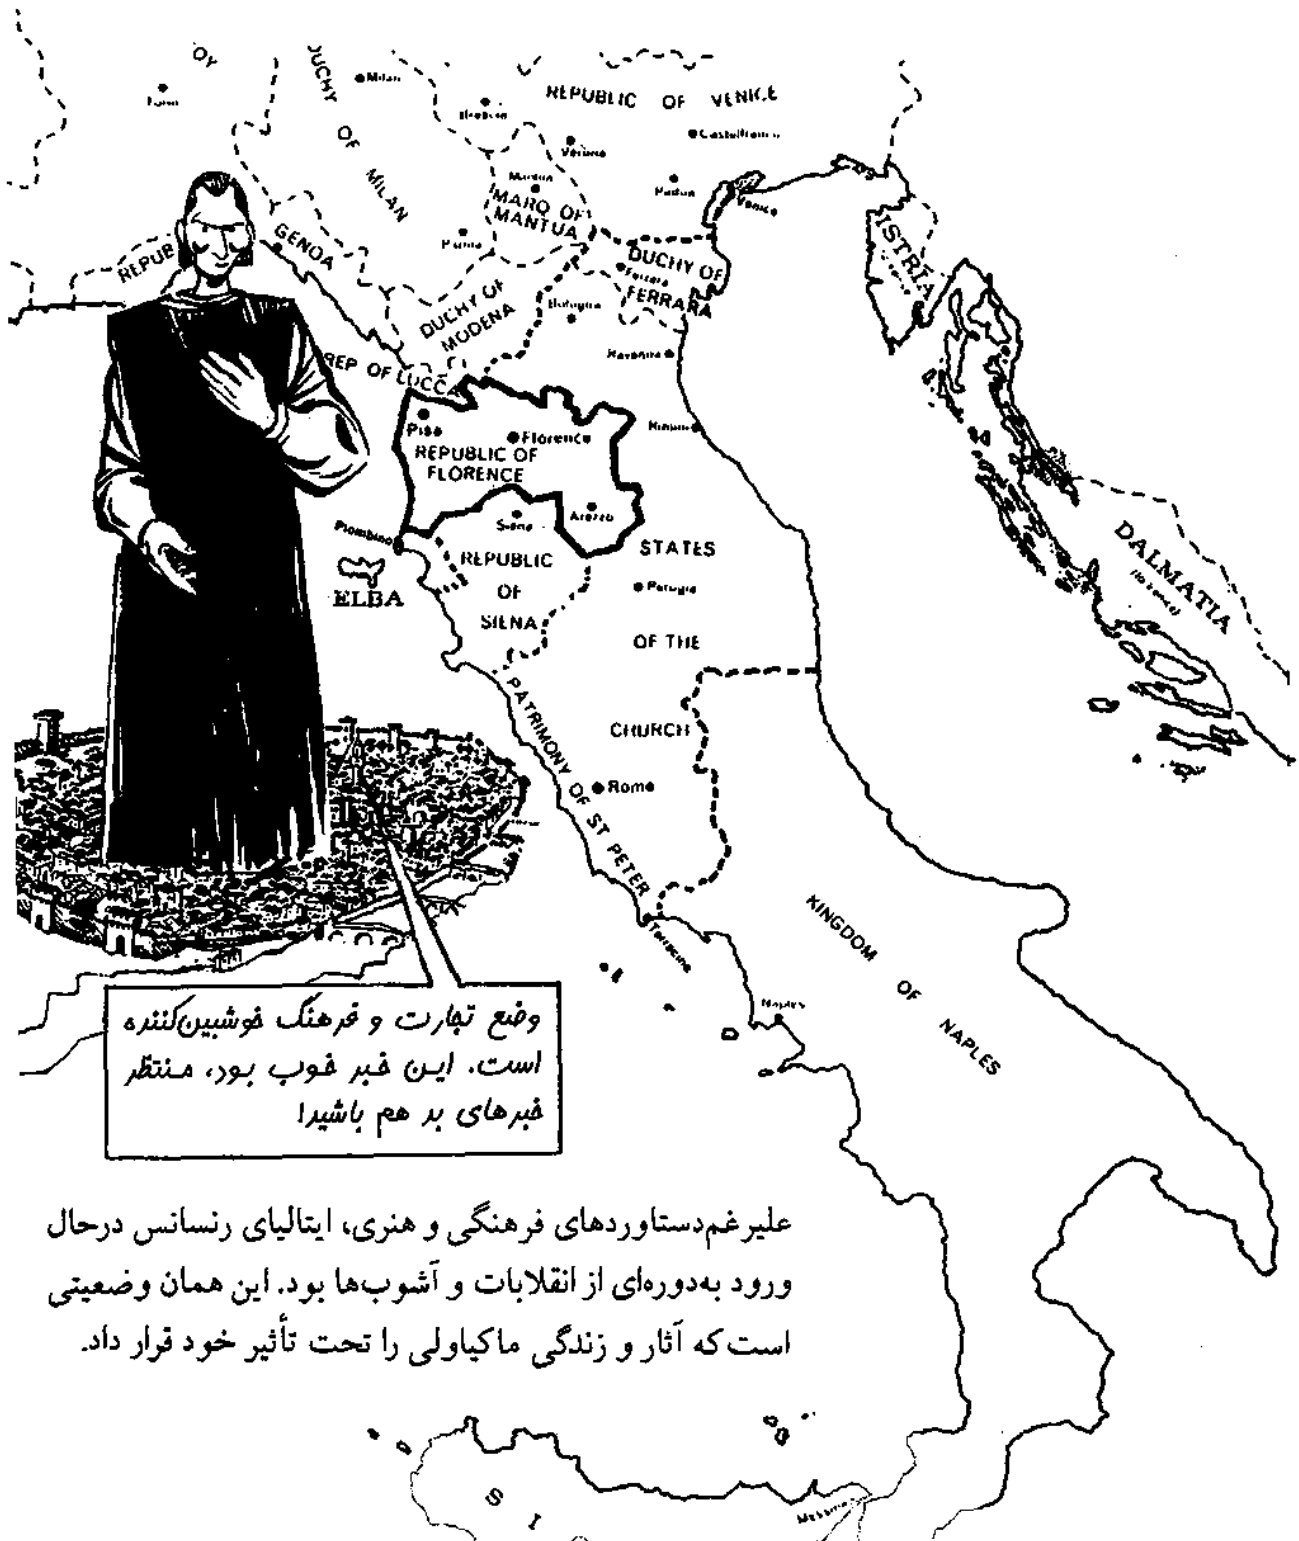 OY
DUCHY OF MILAN
Milan
REPUBLIC OF VENICE
Castelfranco
Verona
Padua
Venice
MARQ OF
MANTUA
Parma
REPUB
GENOA
DUCHY OF
FERRARA
Ferrara
Bologna
DUCHY OF
MODENA
Ravenna
REP OF LUCCA
ISTRIA
Pisa
Florence
REPUBLIC OF
FLORENCE
Rimini
Arezzo
Siena
Piombino
ELBA
REPUBLIC
OF
SIENA
STATES
OF THE
CHURCH
Perugia
DALMATIA
(to Venice)
PATRIMONY OF ST PETER
Rome
Terracina
KINGDOM OF NAPLES
Naples
وضع تجارت و فرهنگ خوشبین‌کننده
است. این خبر خوب بود، منتظر
خبرهای بد هم باشید!
علیرغم‌دستاوردهای فرهنگی و هنری، ایتالیای رنسانس درحال
ورود به‌دوره‌ای از انقلابات و آشوب‌ها بود. این همان وضعیتی
است‌که آثار و زندگی ماکیاولی را تحت تأثیر خود قرار داد.
Messina
S I